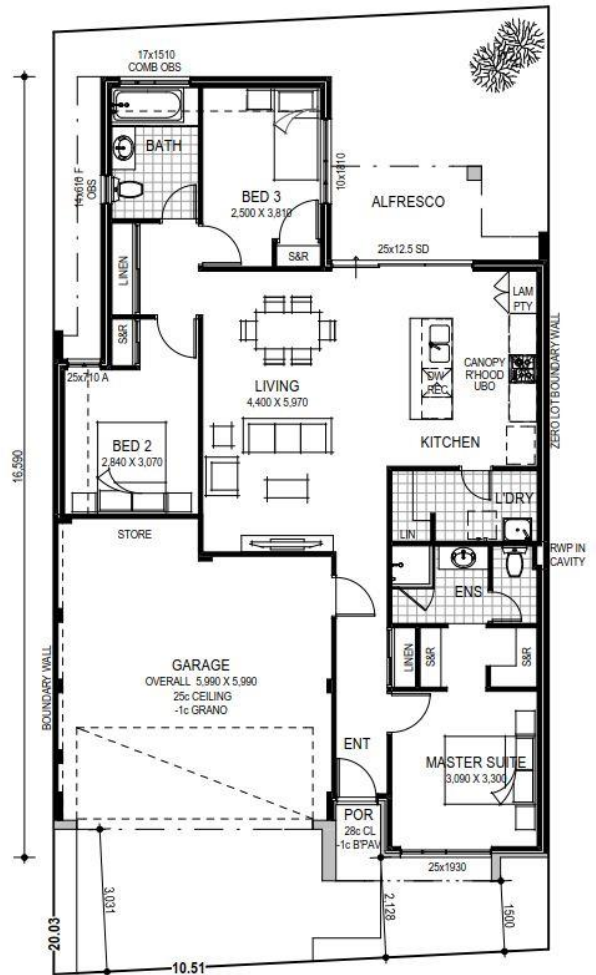 17x1510
COMB OBS
BATH
14x610 F
OBS
BED 3
2,500 X 3,810
10x1810
ALFRESCO
25x12.5 SD
S&R
LINEN
S&R
LAM
PTY
CANOPY
R'HOOD
UBO
DW
REC
ZERO LOT BOUNDARY WALL
25x710 A
LIVING
4,400 X 5,970
KITCHEN
BED 2
2,840 X 3,070
16,590
L'DRY
LIN
STORE
RWP IN
CAVITY
ENS
LINEN
S&R
S&R
GARAGE
OVERALL 5,990 X 5,990
25c CEILING
-1c GRANO
BOUNDARY WALL
ENT
MASTER SUITE
3,090 X 3,300
POR
28c CL
-1c B'PAV
25x1930
3,031
2,128
1500
20.03
10.51